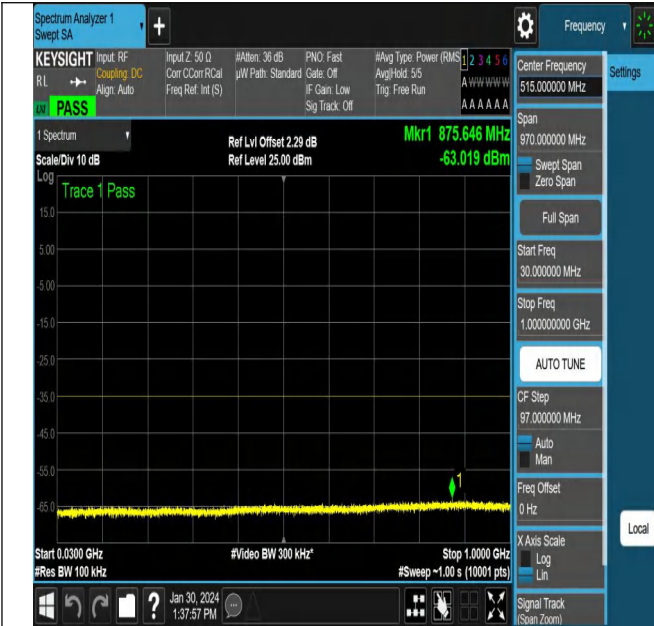 Spectrum Analyzer 1
Swept SA
Frequency
KEYSIGHT
RL
PASS
Input: RF
Coupling: DC
Align: Auto
Input Z: 50 Ω
Corr CCorr RCal
Freq Ref: Int (S)
#Atten: 36 dB
µW Path: Standard
PNO: Fast
Gate: Off
IF Gain: Low
Sig Track: Off
#Avg Type: Power (RMS
Avg|Hold: 5/5
Trig: Free Run
1 2 3 4 5 6
A W W W W W
A A A A A A
1 Spectrum
Scale/Div 10 dB
Log
Ref Lvl Offset 2.29 dB
Ref Level 25.00 dBm
Mkr1 875.646 MHz
-63.019 dBm
Trace 1 Pass
15.0
5.00
-5.00
-15.0
-25.0
-35.0
-45.0
-55.0
-65.0
1
Start 0.0300 GHz
#Res BW 100 kHz
#Video BW 300 kHz*
Stop 1.0000 GHz
#Sweep ~1.00 s (10001 pts)
Jan 30, 2024
1:37:57 PM
Center Frequency
515.000000 MHz
Span
970.000000 MHz
Swept Span
Zero Span
Full Span
Start Freq
30.000000 MHz
Stop Freq
1.000000000 GHz
AUTO TUNE
CF Step
97.000000 MHz
Auto
Man
Freq Offset
0 Hz
X Axis Scale
Log
Lin
Signal Track
(Span Zoom)
Settings
Local